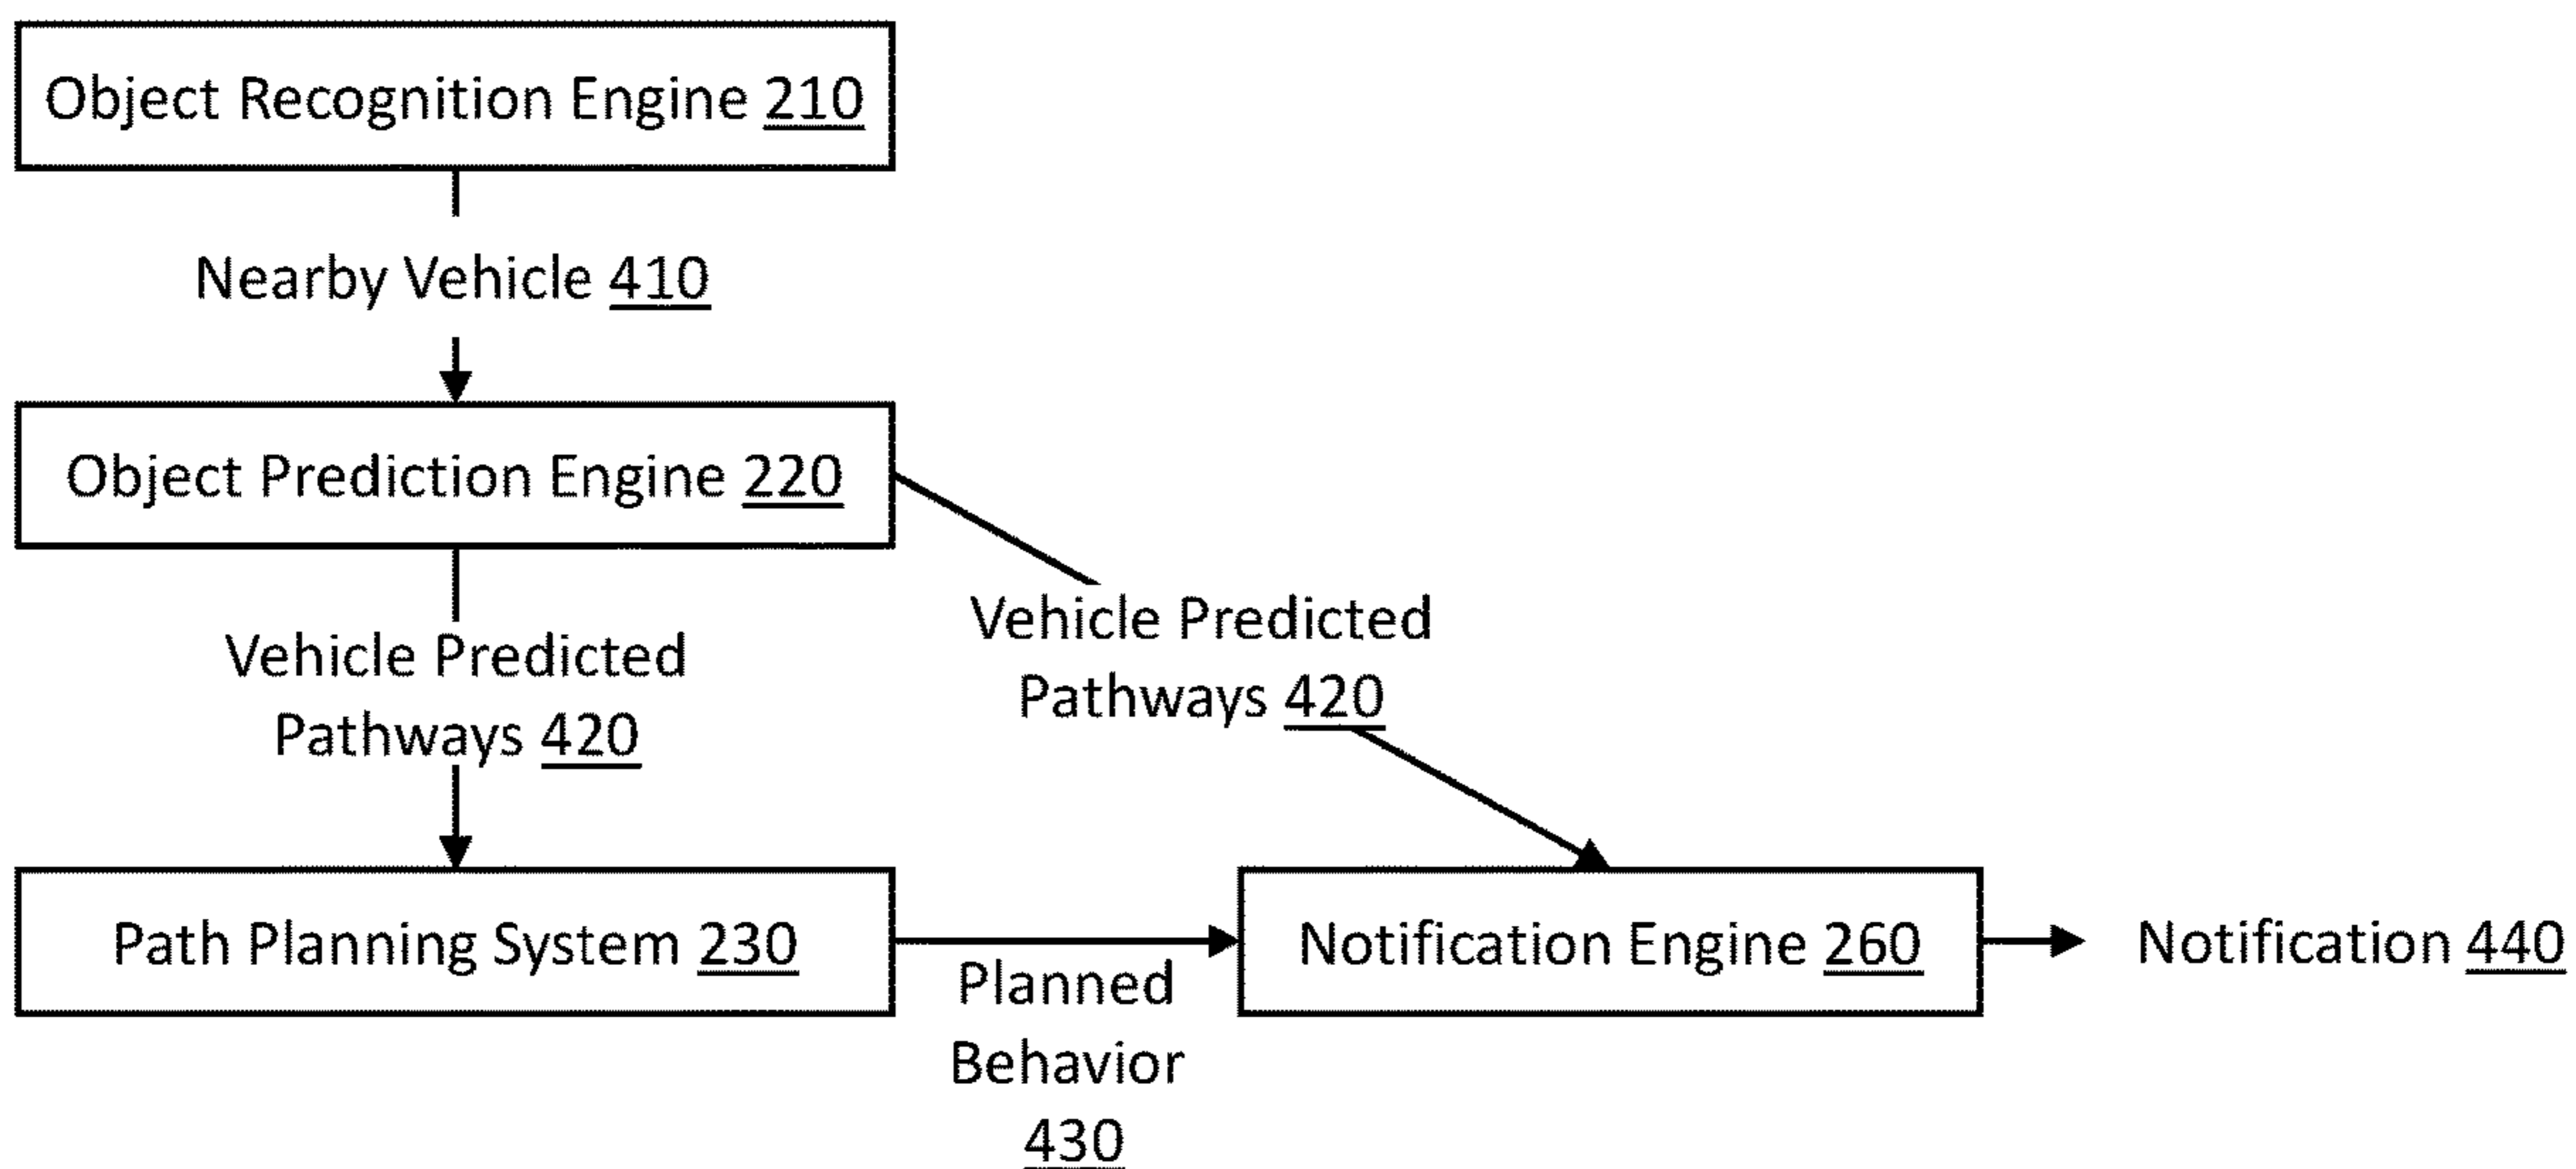 Object Recognition Engine 210
Nearby Vehicle 410
Object Prediction Engine 220
Vehicle Predicted
Pathways 420
Vehicle Predicted
Pathways 420
Path Planning System 230
Planned
Behavior
430
Notification Engine 260
Notification 440